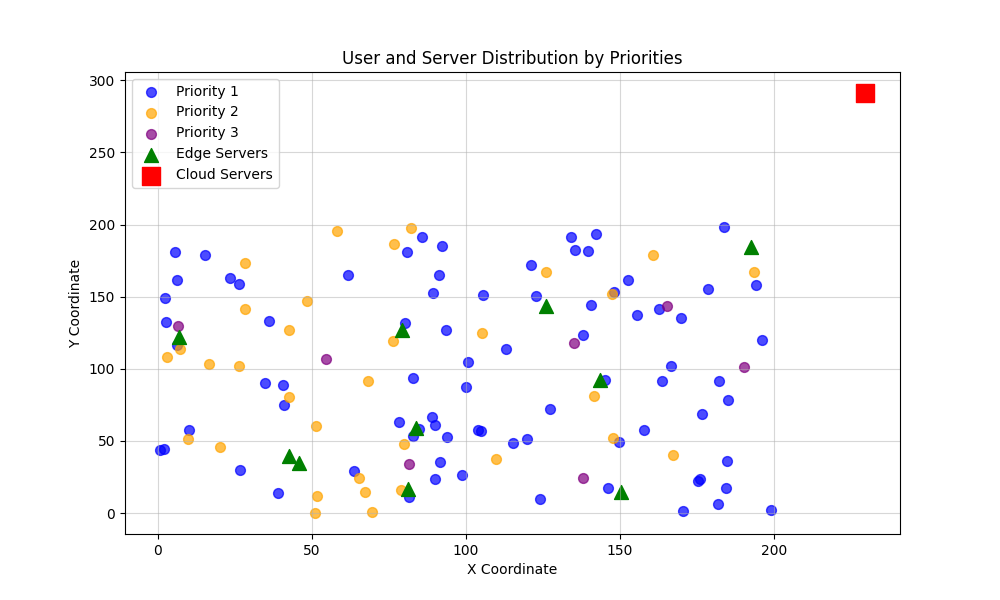 User and Server Distribution by Priorities
Priority 1
Priority 2
Priority 3
Edge Servers
Cloud Servers
300
250
200
150
100
50
0
Y Coordinate
0
50
100
150
200
X Coordinate